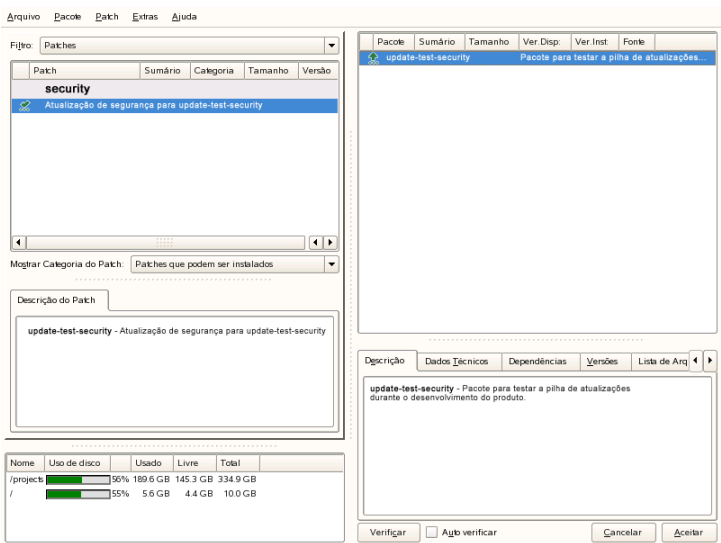 Arquivo Pacote Patch Extras Ajuda
Filtro: Patches
Patch Sumário Categoria Tamanho Versão
security
Atualização de segurança para update-test-security
Mostrar Categoria do Patch: Patches que podem ser instalados
Descrição do Patch
update-test-security - Atualização de segurança para update-test-security
Nome Uso de disco Usado Livre Total
/projects 56% 189.6 GB 145.3 GB 334.9 GB
/ 55% 5.6 GB 4.4 GB 10.0 GB
Pacote Sumário Tamanho Ver.Disp: Ver.Inst: Fonte
update-test-security Pacote para testar a pilha de atualizações...
Descrição Dados Técnicos Dependências Versões Lista de Arq
update-test-security - Pacote para testar a pilha de atualizações
durante o desenvolvimento do produto.
Verificar Auto verificar Cancelar Aceitar